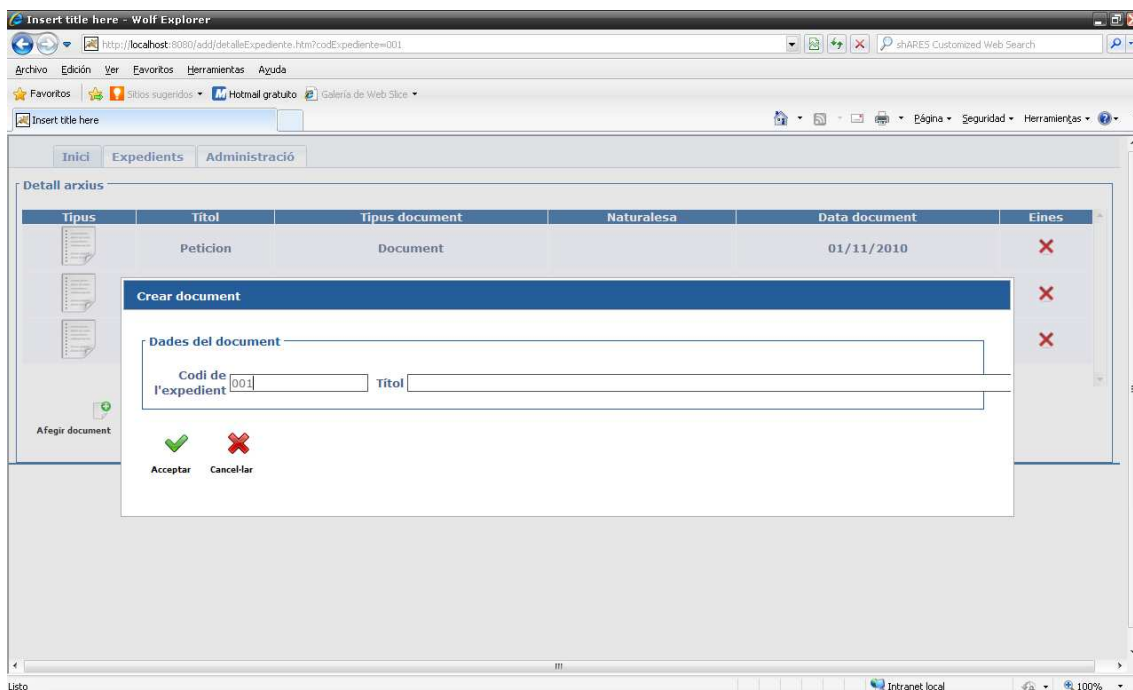 Insert title here - Wolf Explorer
http://localhost:8080/add/detalleExpediente.htm?codExpediente=001
shARES Customized Web Search
Archivo Edición Ver Favoritos Herramientas Ayuda
Favoritos Sitios sugeridos Hotmail gratuito Galería de Web Slice
Insert title here Página Seguridad Herramientas
Inici Expedients Administració
Detall arxius
Tipus Títol Tipus document Naturalesa Data document Eines
Peticion Document 01/11/2010
Crear document
Dades del document
Codi de l'expedient 001 Títol
Afegir document
Acceptar Cancel·lar
Listo Intranet local 100%